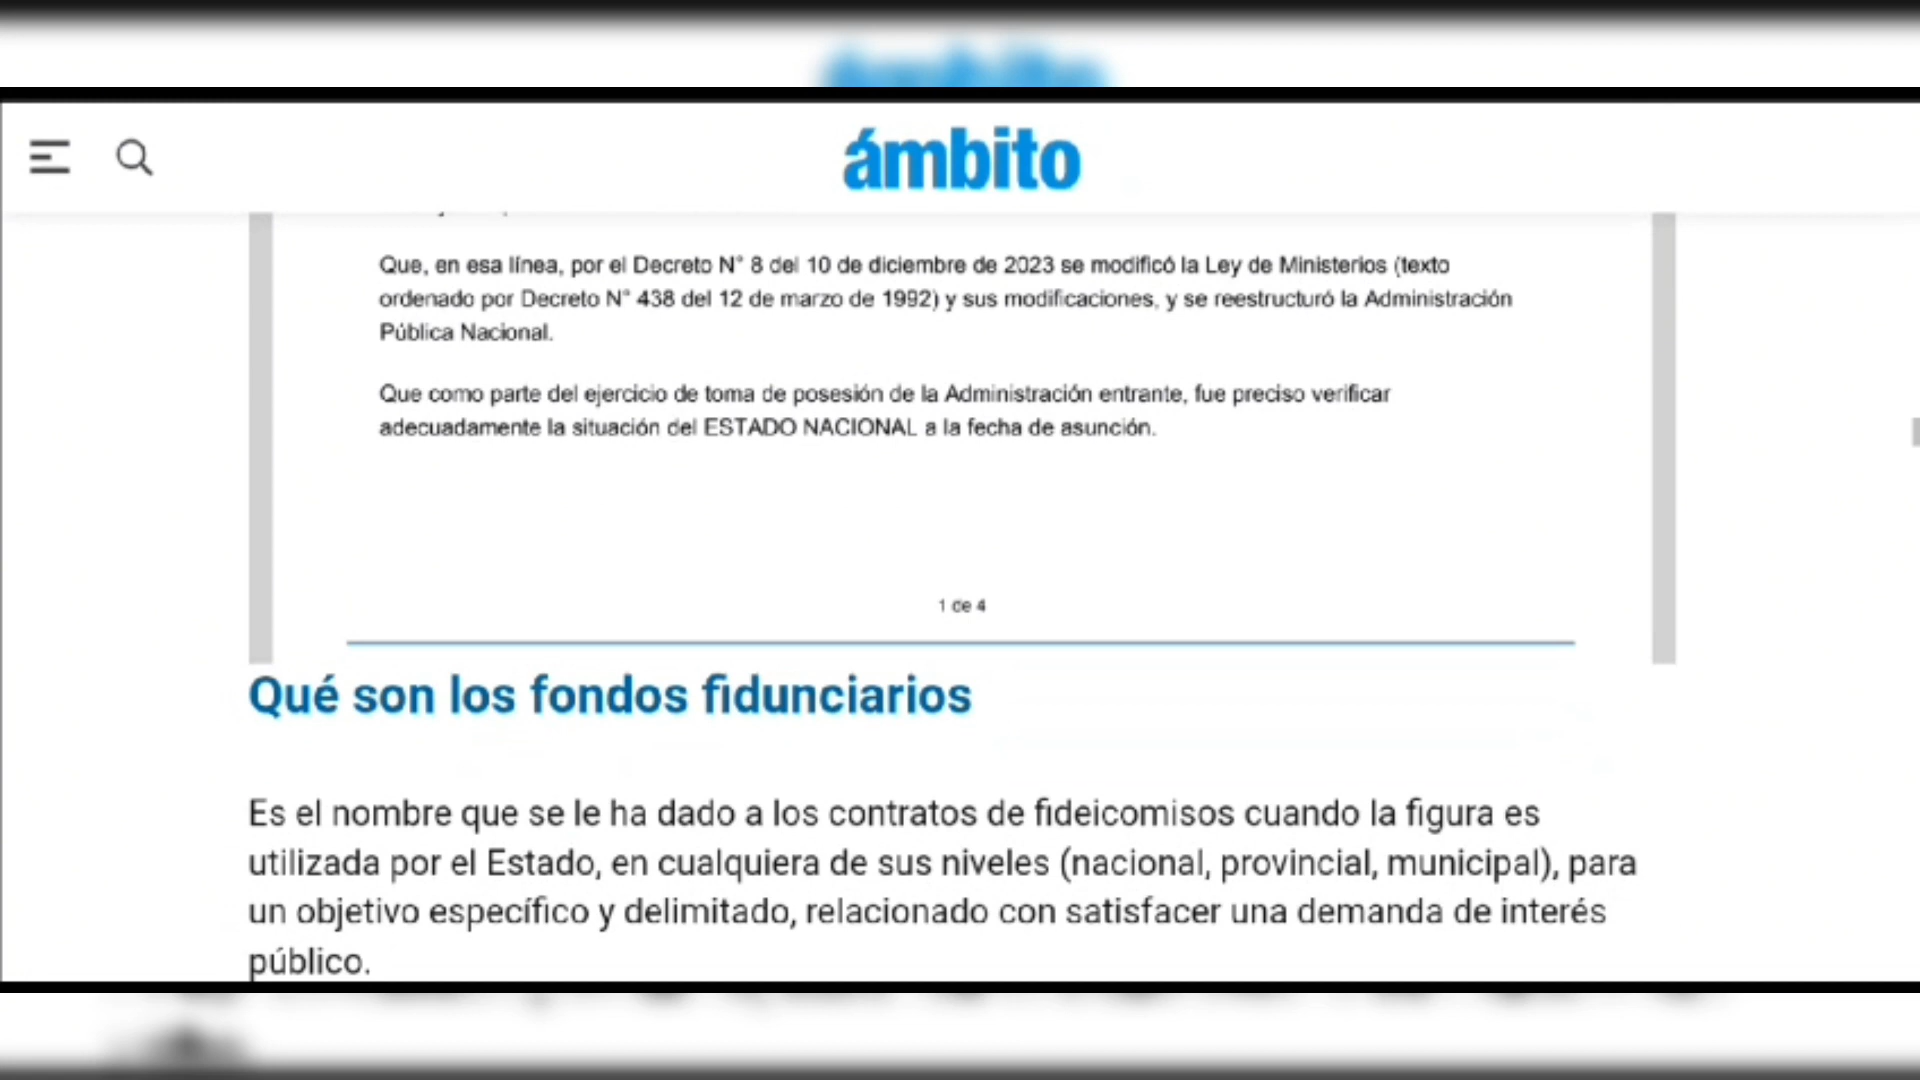 ámbito
Que, en esa línea, por el Decreto N° 8 del 10 de diciembre de 2023 se modificó la Ley de Ministerios (texto
ordenado por Decreto N° 438 del 12 de marzo de 1992) y sus modificaciones, y se reestructuró la Administración
Pública Nacional.
Que como parte del ejercicio de toma de posesión de la Administración entrante, fue preciso verificar
adecuadamente la situación del ESTADO NACIONAL a la fecha de asunción.
1 de 4
Qué son los fondos fidunciarios
Es el nombre que se le ha dado a los contratos de fideicomisos cuando la figura es
utilizada por el Estado, en cualquiera de sus niveles (nacional, provincial, municipal), para
un objetivo específico y delimitado, relacionado con satisfacer una demanda de interés
público.